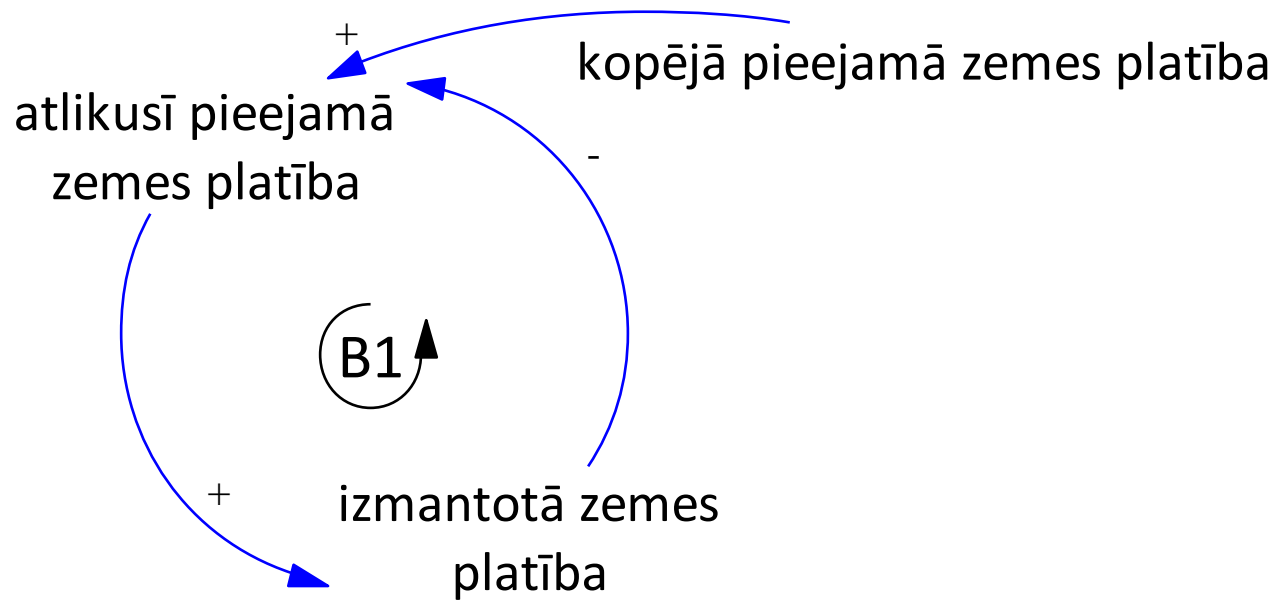 +
kopējā pieejamā zemes platība
atlikusī pieejamā
zemes platība
-
B1
+
izmantotā zemes
platība